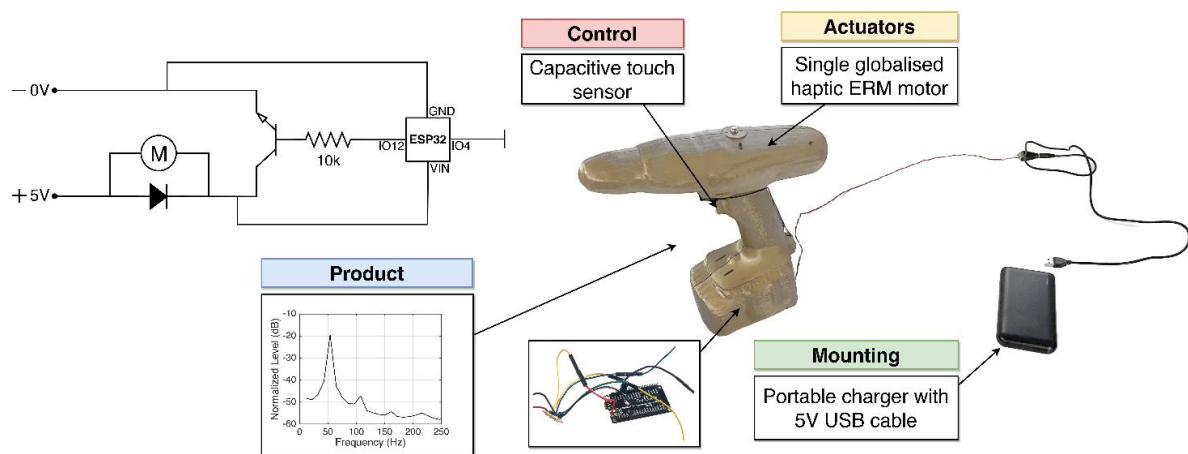 Control
Capacitive touch
sensor
Actuators
Single globalised
haptic ERM motor
0V
+5V
M
10k
GND
IO12
ESP32
IO4
VIN
Product
Normalized Level (dB)
-10
-20
-30
-40
-50
-60
0
50
100
150
200
250
Frequency (Hz)
Mounting
Portable charger with
5V USB cable